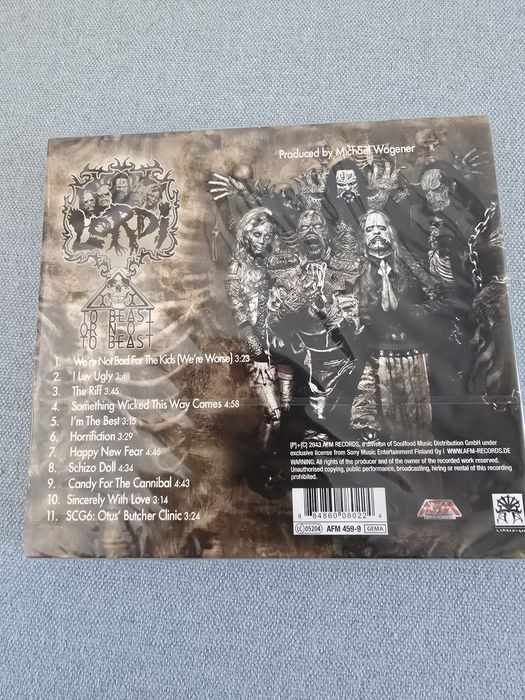 Produced by Michael Wagener
LORDI
TO BEAST
OR NOT
TO BEAST
1. We're Not Bad For The Kids (We're Worse) 3:23
2. I Luv Ugly 3:48
3. The Riff 3:45
4. Something Wicked This Way Comes 4:58
5. I'm The Best 3:15
6. Horrifiction 3:29
7. Happy New Fear 4:46
8. Schizo Doll 4:34
9. Candy For The Cannibal 4:43
10. Sincerely With Love 3:14
11. SCG6: Otus' Butcher Clinic 3:24
[P]+[C] 2013 AFM RECORDS, a division of Soulfood Music Distribution GmbH under
exclusive license from Sony Music Entertainment Finland Oy | WWW.AFM-RECORDS.DE
WARNING: All rights of the producer and of the owner of the recorded work reserved.
Unauthorised copying, public performance, broadcasting, hiring or rental of this recording
prohibited.
8 84860 08022 4
LC 05204 AFM 459-9 GEMA
AFM